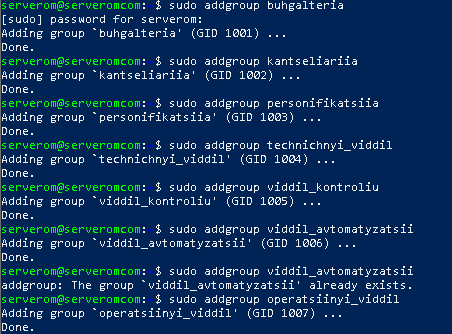 serverom@serveromcom: $ sudo addgroup buhgalteria
[sudo] password for serverom:
Adding group `buhgalteria' (GID 1001) ...
Done.
serverom@serveromcom: $ sudo addgroup kantseliariia
Adding group `kantseliariia' (GID 1002) ...
Done.
serverom@serveromcom: $ sudo addgroup personifikatsiia
Adding group `personifikatsiia' (GID 1003) ...
Done.
serverom@serveromcom: $ sudo addgroup technichnyi_viddil
Adding group `technichnyi_viddil' (GID 1004) ...
Done.
serverom@serveromcom: $ sudo addgroup viddil_kontroliu
Adding group `viddil_kontroliu' (GID 1005) ...
Done.
serverom@serveromcom: $ sudo addgroup viddil_avtomatyzatsii
Adding group `viddil_avtomatyzatsii' (GID 1006) ...
Done.
serverom@serveromcom: $ sudo addgroup viddil_avtomatyzatsii
addgroup: The group `viddil_avtomatyzatsii' already exists.
serverom@serveromcom: $ sudo addgroup operatsiinyi_viddil
Adding group `operatsiinyi_viddil' (GID 1007) ...
Done.